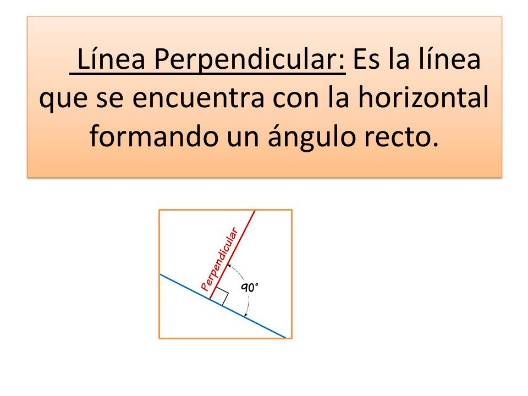 Línea Perpendicular: Es la línea
que se encuentra con la horizontal
formando un ángulo recto.
Perpendicular
90°